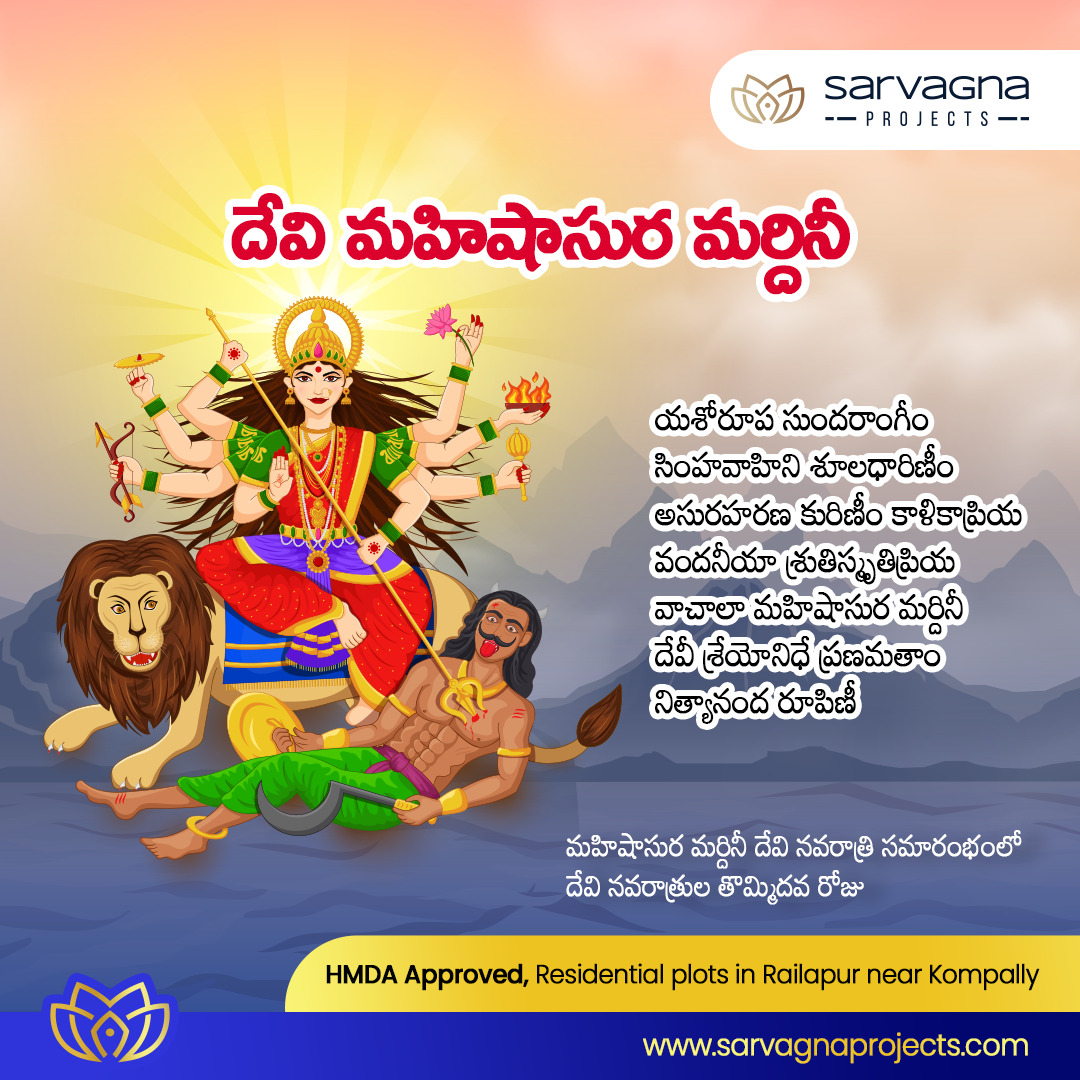 sarvagna
PROJECTS
దేవి మహిషాసుర మర్దినీ
యశోరూప సుందరాంగీం
సింహవాహిని శూలధారిణీం
అసురహరణ కురిణీం కాళికాప్రియ
వందనీయా శ్రుతిస్మృతిప్రియ
వాచాలా మహిషాసుర మర్దినీ
దేవీ శ్రేయోనిధే ప్రణమతాం
నిత్యానంద రూపిణీ
మహిషాసుర మర్దినీ దేవి నవరాత్రి సమారంభంలో
దేవి నవరాత్రుల తొమ్మిదవ రోజు
HMDA Approved, Residential plots in Railapur near Kompally
www.sarvagnaprojects.com